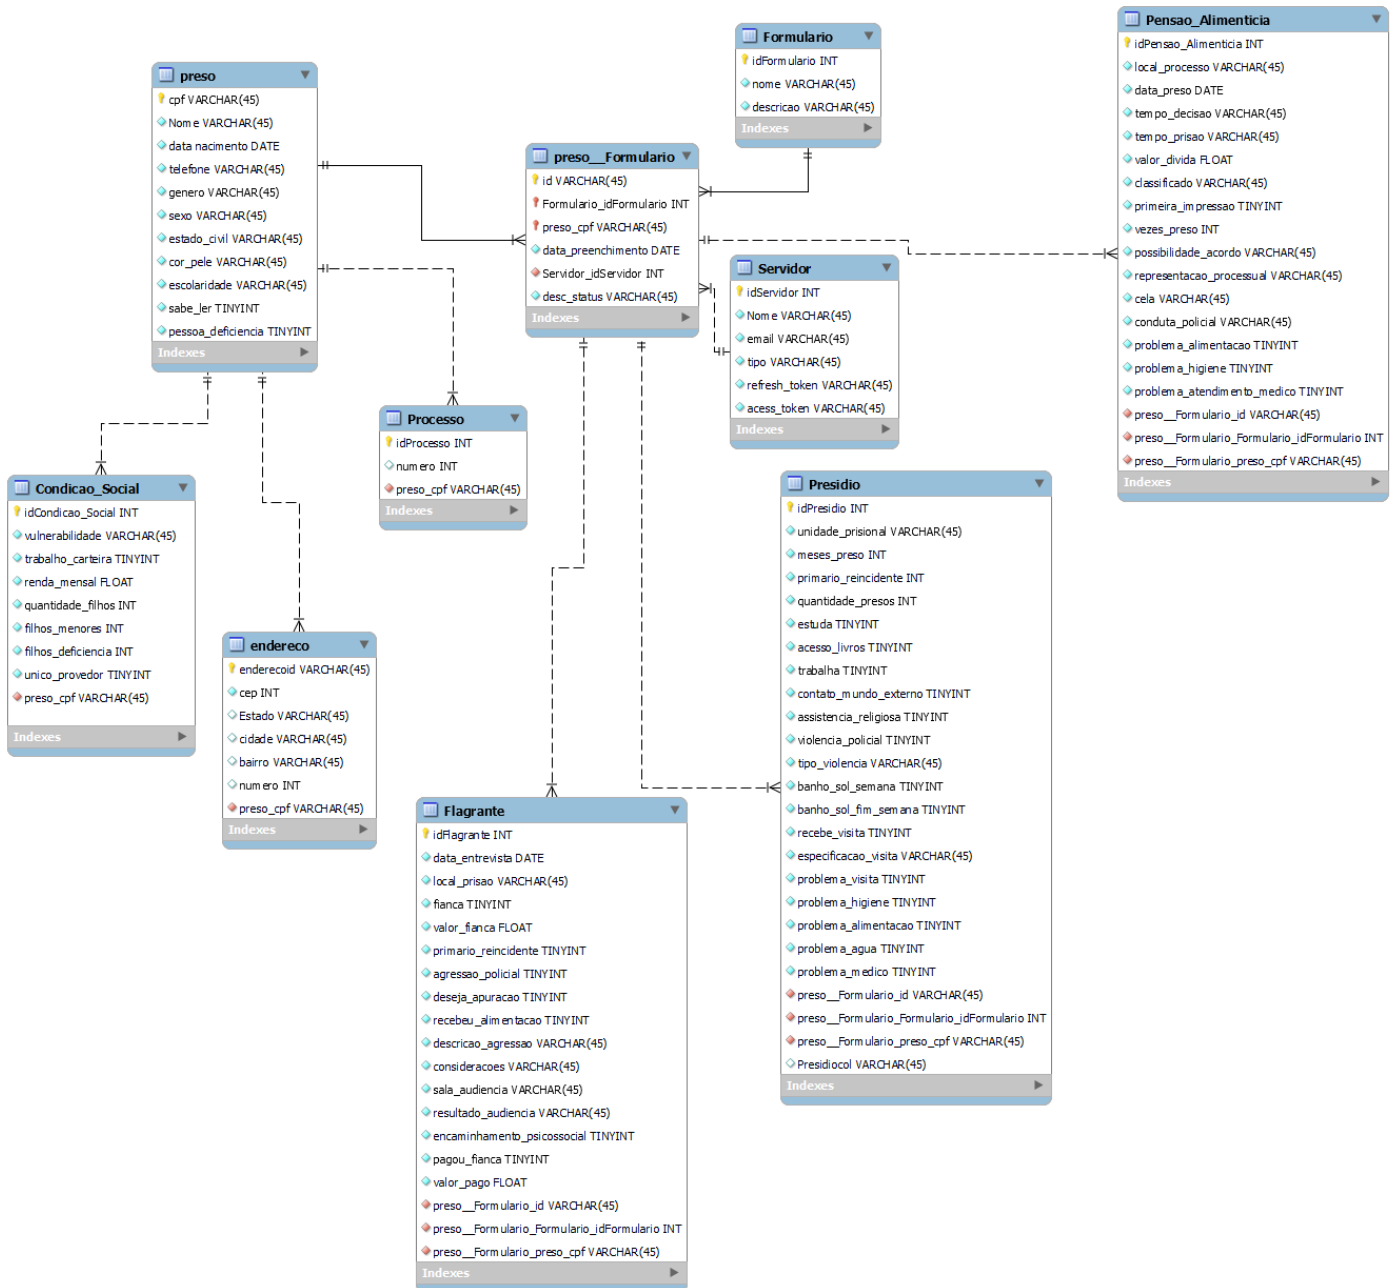 preso
cpf VARCHAR(45)
Nome VARCHAR(45)
data nacimento DATE
telefone VARCHAR(45)
genero VARCHAR(45)
sexo VARCHAR(45)
estado_civil VARCHAR(45)
cor_pele VARCHAR(45)
escolaridade VARCHAR(45)
sabe_ler TINYINT
pessoa_deficiencia TINYINT
Indexes
Formulario
idFormulario INT
nome VARCHAR(45)
descricao VARCHAR(45)
Indexes
Pensao_Alimenticia
idPensao_Alimenticia INT
local_processo VARCHAR(45)
data_preso DATE
tempo_decisao VARCHAR(45)
tempo_prisao VARCHAR(45)
valor_divida FLOAT
classificado VARCHAR(45)
primeira_impressao TINYINT
vezes_preso INT
possibilidade_acordo VARCHAR(45)
representacao_processual VARCHAR(45)
cela VARCHAR(45)
conduta_policial VARCHAR(45)
problema_alimentacao TINYINT
problema_higiene TINYINT
problema_atendimento_medico TINYINT
preso__Formulario_id VARCHAR(45)
preso__Formulario_Formulario_idFormulario INT
preso__Formulario_preso_cpf VARCHAR(45)
Indexes
preso__Formulario
id VARCHAR(45)
Formulario_idFormulario INT
preso_cpf VARCHAR(45)
data_preenchimento DATE
Servidor_idServidor INT
desc_status VARCHAR(45)
Indexes
Servidor
idServidor INT
Nome VARCHAR(45)
email VARCHAR(45)
tipo VARCHAR(45)
refresh_token VARCHAR(45)
acess_token VARCHAR(45)
Indexes
Processo
idProcesso INT
numero INT
preso_cpf VARCHAR(45)
Indexes
Condicao_Social
idCondicao_Social INT
vulnerabilidade VARCHAR(45)
trabalho_carteira TINYINT
renda_mensal FLOAT
quantidade_filhos INT
filhos_menores INT
filhos_deficiencia INT
unico_provedor TINYINT
preso_cpf VARCHAR(45)
Indexes
endereco
enderecoid VARCHAR(45)
cep INT
Estado VARCHAR(45)
cidade VARCHAR(45)
bairro VARCHAR(45)
numero INT
preso_cpf VARCHAR(45)
Indexes
Presidio
idPresidio INT
unidade_prisional VARCHAR(45)
meses_preso INT
primario_reincidente INT
quantidade_presos INT
estuda TINYINT
acesso_livros TINYINT
trabalha TINYINT
contato_mundo_externo TINYINT
assistencia_religiosa TINYINT
violencia_policial TINYINT
tipo_violencia VARCHAR(45)
banho_sol_semana TINYINT
banho_sol_fim_semana TINYINT
recebe_visita TINYINT
especificacao_visita VARCHAR(45)
problema_visita TINYINT
problema_higiene TINYINT
problema_alimentacao TINYINT
problema_agua TINYINT
problema_medico TINYINT
preso__Formulario_id VARCHAR(45)
preso__Formulario_Formulario_idFormulario INT
preso__Formulario_preso_cpf VARCHAR(45)
Presidiocol VARCHAR(45)
Indexes
Flagrante
idFlagrante INT
data_entrevista DATE
local_prisao VARCHAR(45)
fianca TINYINT
valor_fianca FLOAT
primario_reincidente TINYINT
agressao_policial TINYINT
deseja_apuracao TINYINT
recebeu_alimentacao TINYINT
descricao_agressao VARCHAR(45)
consideracoes VARCHAR(45)
sala_audiencia VARCHAR(45)
resultado_audiencia VARCHAR(45)
encaminhamento_psicossocial TINYINT
pagou_fianca TINYINT
valor_pago FLOAT
preso__Formulario_id VARCHAR(45)
preso__Formulario_Formulario_idFormulario INT
preso__Formulario_preso_cpf VARCHAR(45)
Indexes